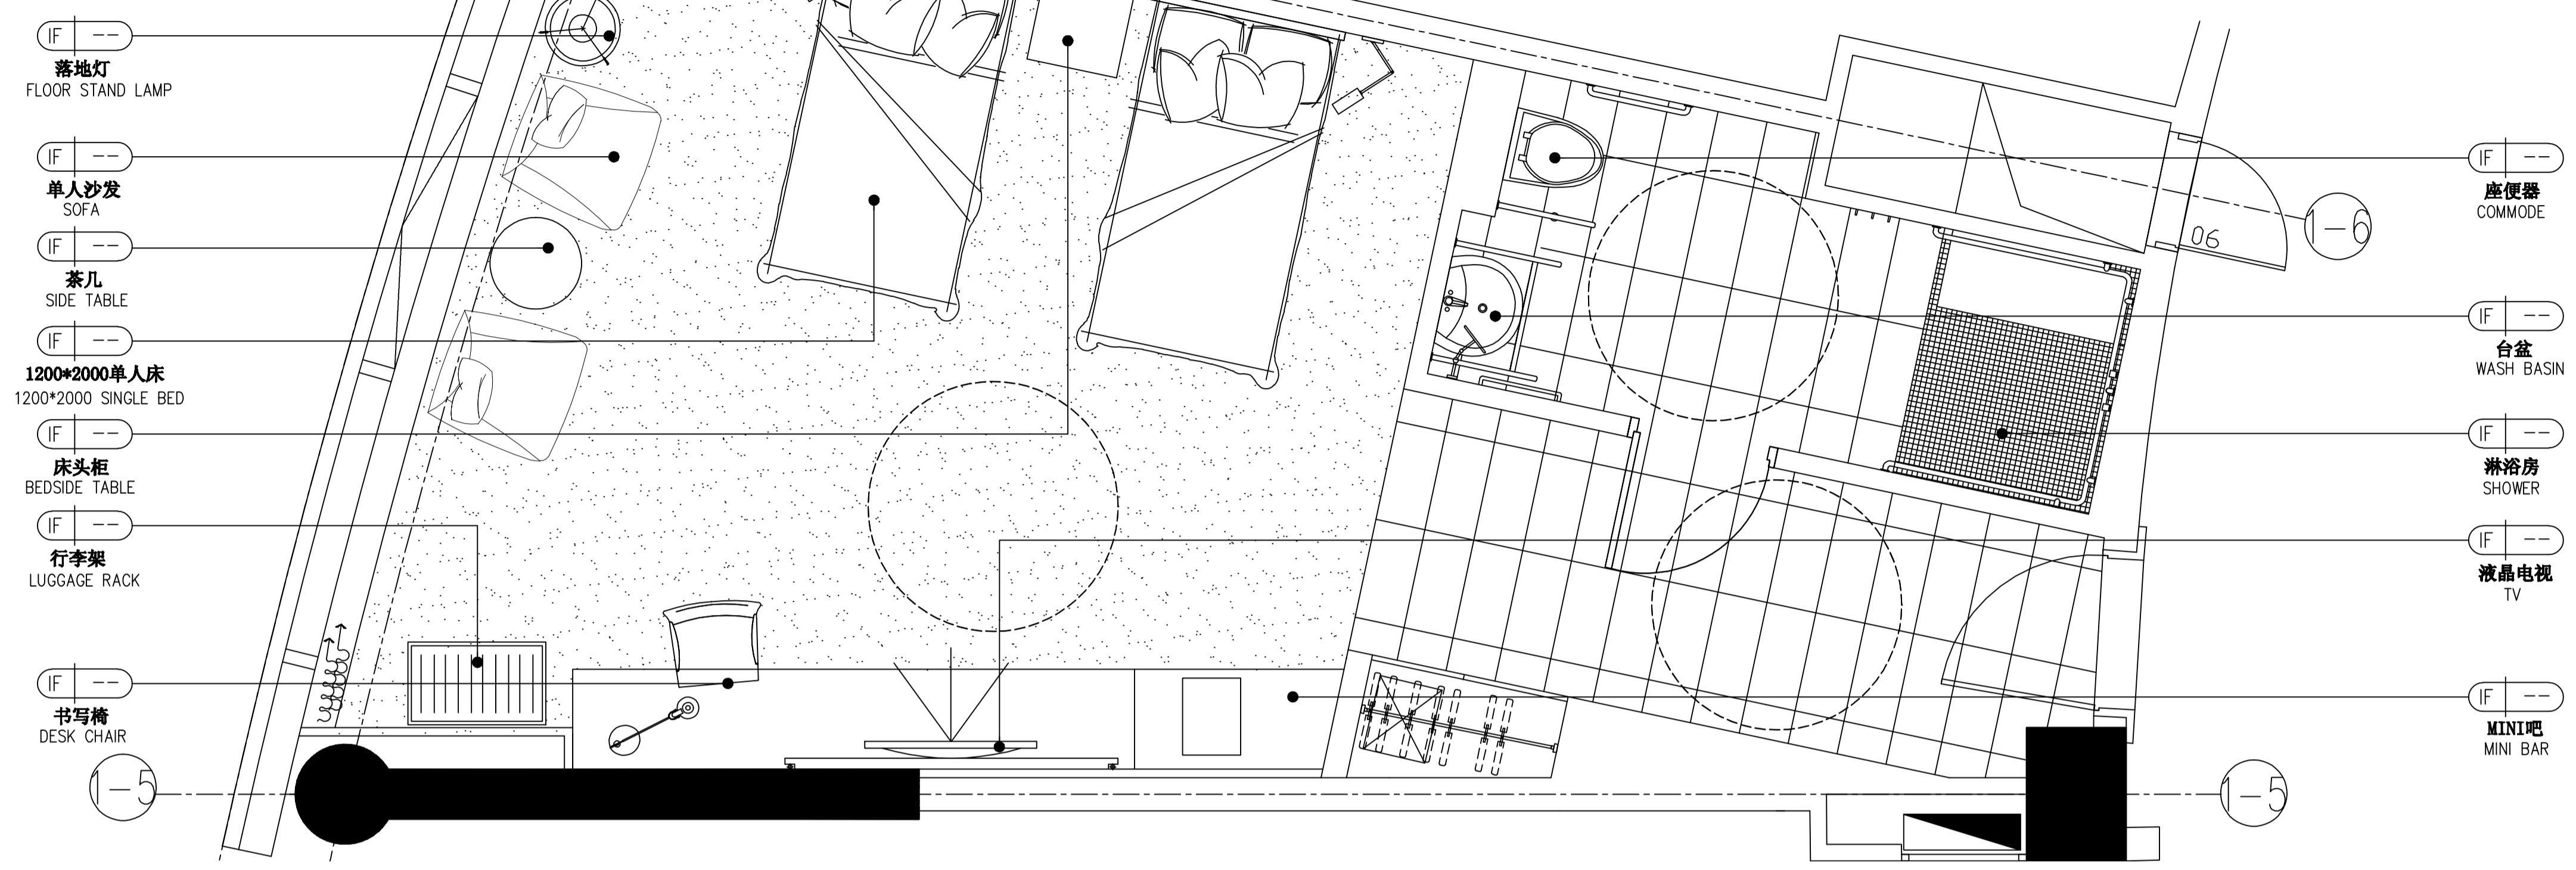 IF --
落地灯
FLOOR STAND LAMP
IF --
单人沙发
SOFA
IF --
茶几
SIDE TABLE
IF --
1200*2000单人床
1200*2000 SINGLE BED
IF --
床头柜
BEDSIDE TABLE
IF --
行李架
LUGGAGE RACK
IF --
书写椅
DESK CHAIR
1-5
IF --
座便器
COMMODE
1-6
06
IF --
台盆
WASH BASIN
IF --
淋浴房
SHOWER
IF --
液晶电视
TV
IF --
MINI吧
MINI BAR
1-5